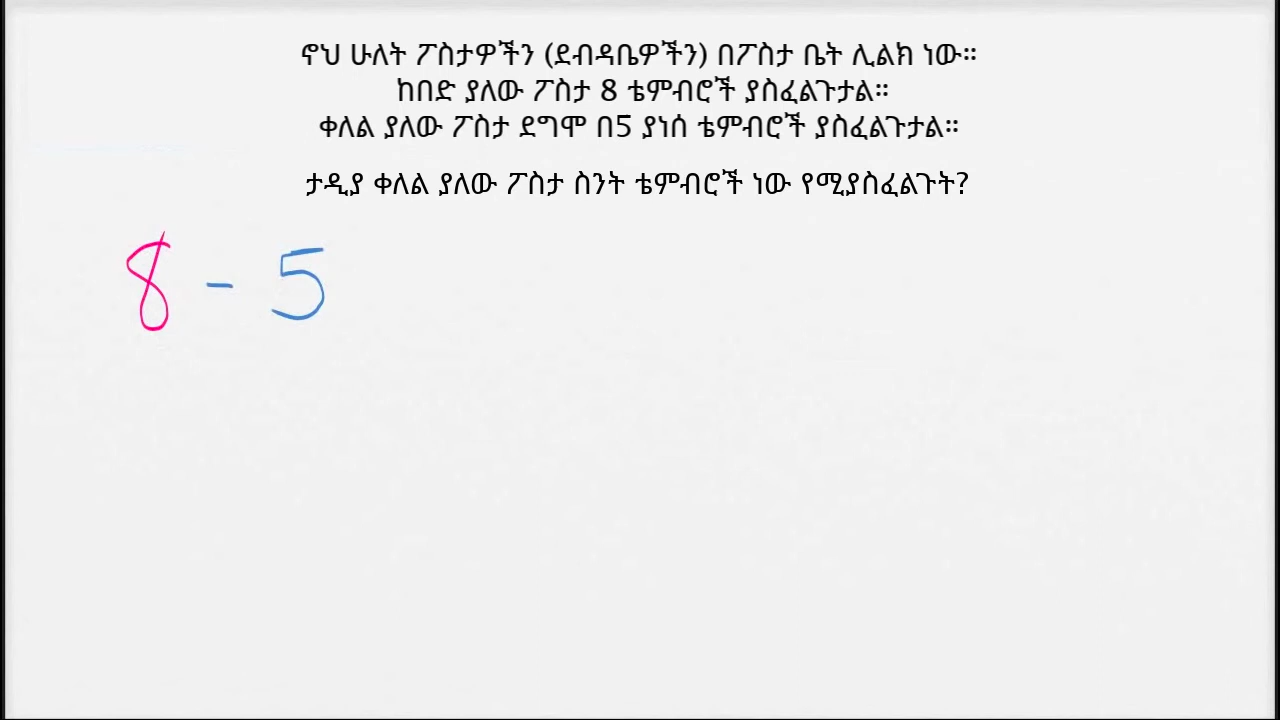 ኖህ ሁለት ፖስታዎችን (ደብዳቤዎችን) በፖስታ ቤት ሊልክ ነው።
ከበድ ያለው ፖስታ 8 ቴምብሮች ያስፈልጉታል።
ቀለል ያለው ፖስታ ደግሞ በ5 ያነሰ ቴምብሮች ያስፈልጉታል።
ታዲያ ቀለል ያለው ፖስታ ስንት ቴምብሮች ነው የሚያስፈልጉት?
8 - 5